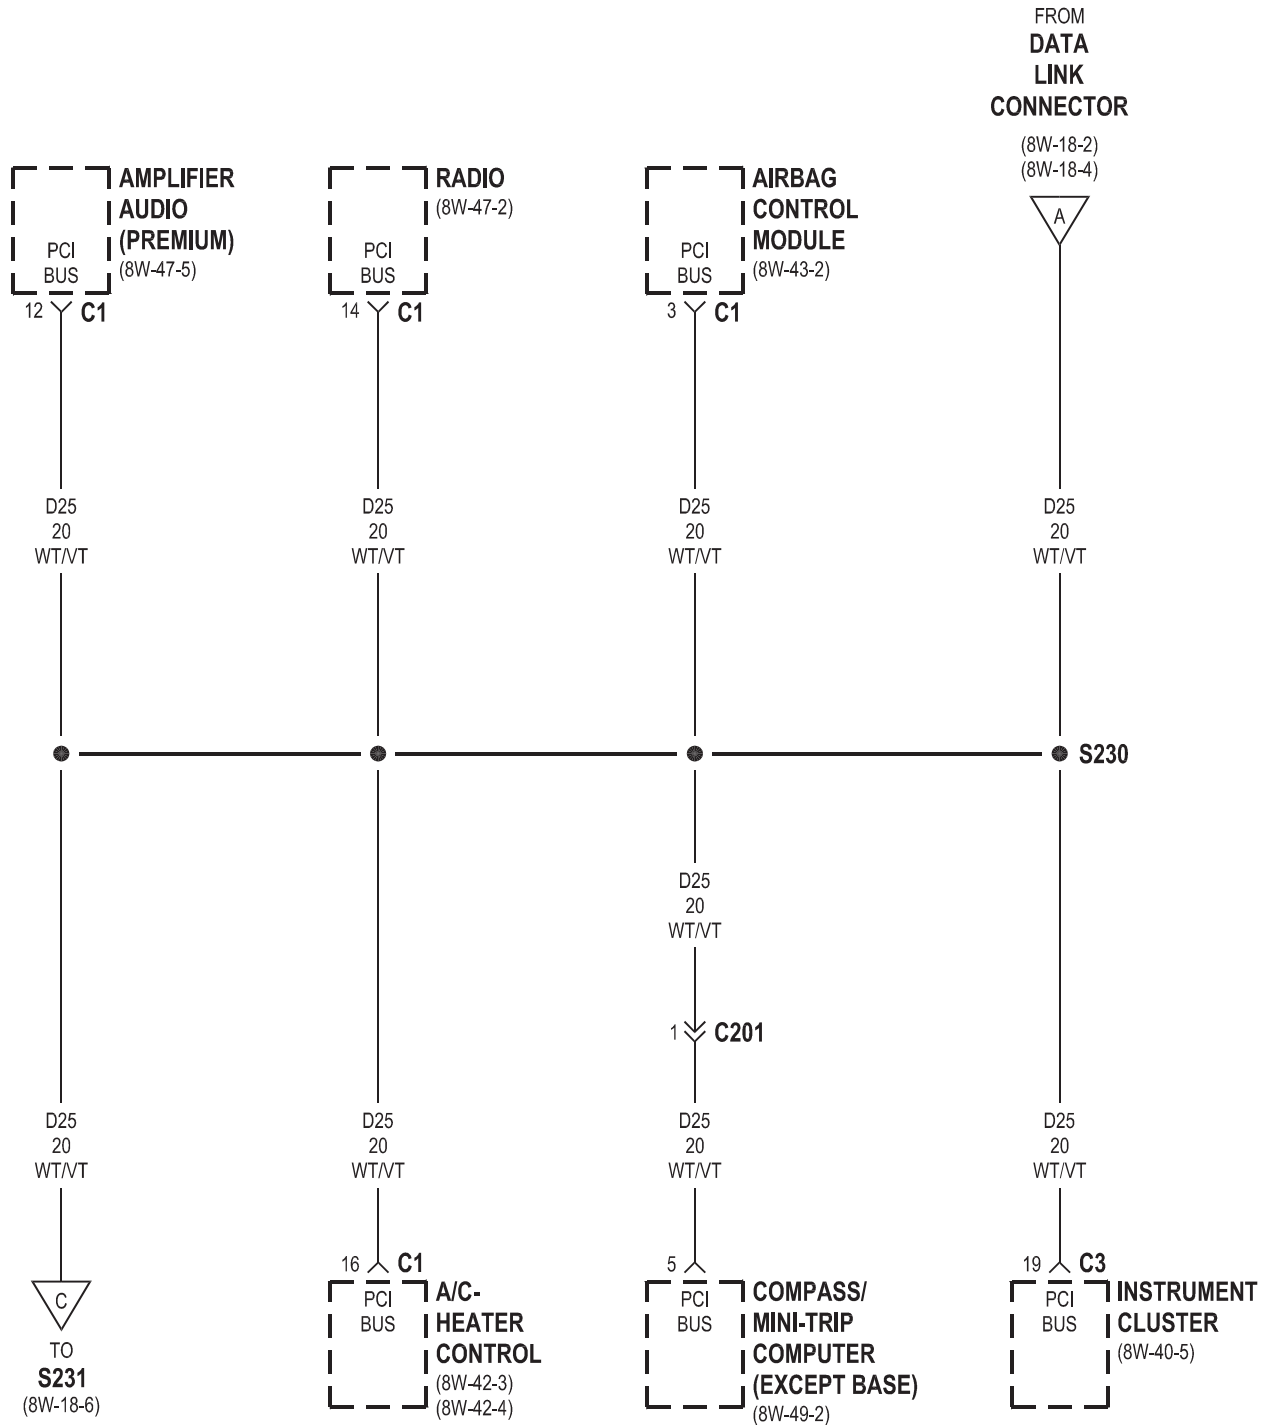 FROM
DATA
LINK
CONNECTOR
(8W-18-2)
(8W-18-4)
A
AMPLIFIER
AUDIO
(PREMIUM)
(8W-47-5)
PCI
BUS
12
C1
RADIO
(8W-47-2)
PCI
BUS
14
C1
AIRBAG
CONTROL
MODULE
(8W-43-2)
PCI
BUS
3
C1
D25
20
WT/VT
D25
20
WT/VT
D25
20
WT/VT
D25
20
WT/VT
S230
D25
20
WT/VT
1
C201
D25
20
WT/VT
D25
20
WT/VT
D25
20
WT/VT
D25
20
WT/VT
C
TO
S231
(8W-18-6)
16
C1
PCI
BUS
A/C-
HEATER
CONTROL
(8W-42-3)
(8W-42-4)
5
PCI
BUS
COMPASS/
MINI-TRIP
COMPUTER
(EXCEPT BASE)
(8W-49-2)
19
C3
PCI
BUS
INSTRUMENT
CLUSTER
(8W-40-5)